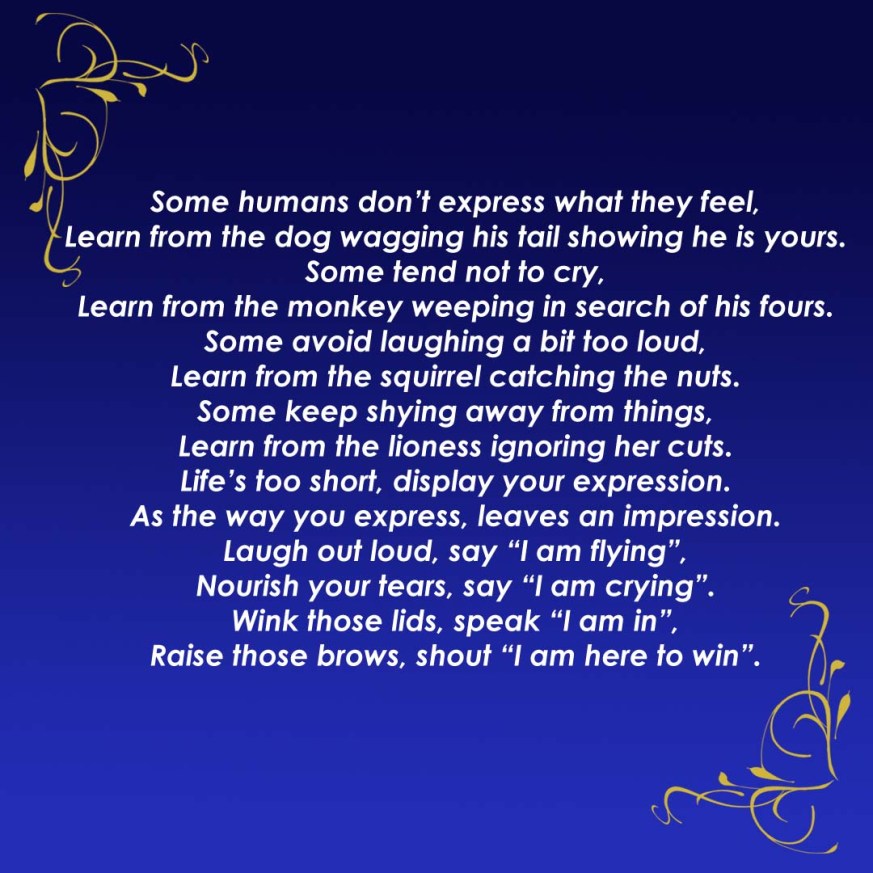 Some humans don’t express what they feel,
Learn from the dog wagging his tail showing he is yours.
Some tend not to cry,
Learn from the monkey weeping in search of his fours.
Some avoid laughing a bit too loud,
Learn from the squirrel catching the nuts.
Some keep shying away from things,
Learn from the lioness ignoring her cuts.
Life’s too short, display your expression.
As the way you express, leaves an impression.
Laugh out loud, say “I am flying”,
Nourish your tears, say “I am crying”.
Wink those lids, speak “I am in”,
Raise those brows, shout “I am here to win”.